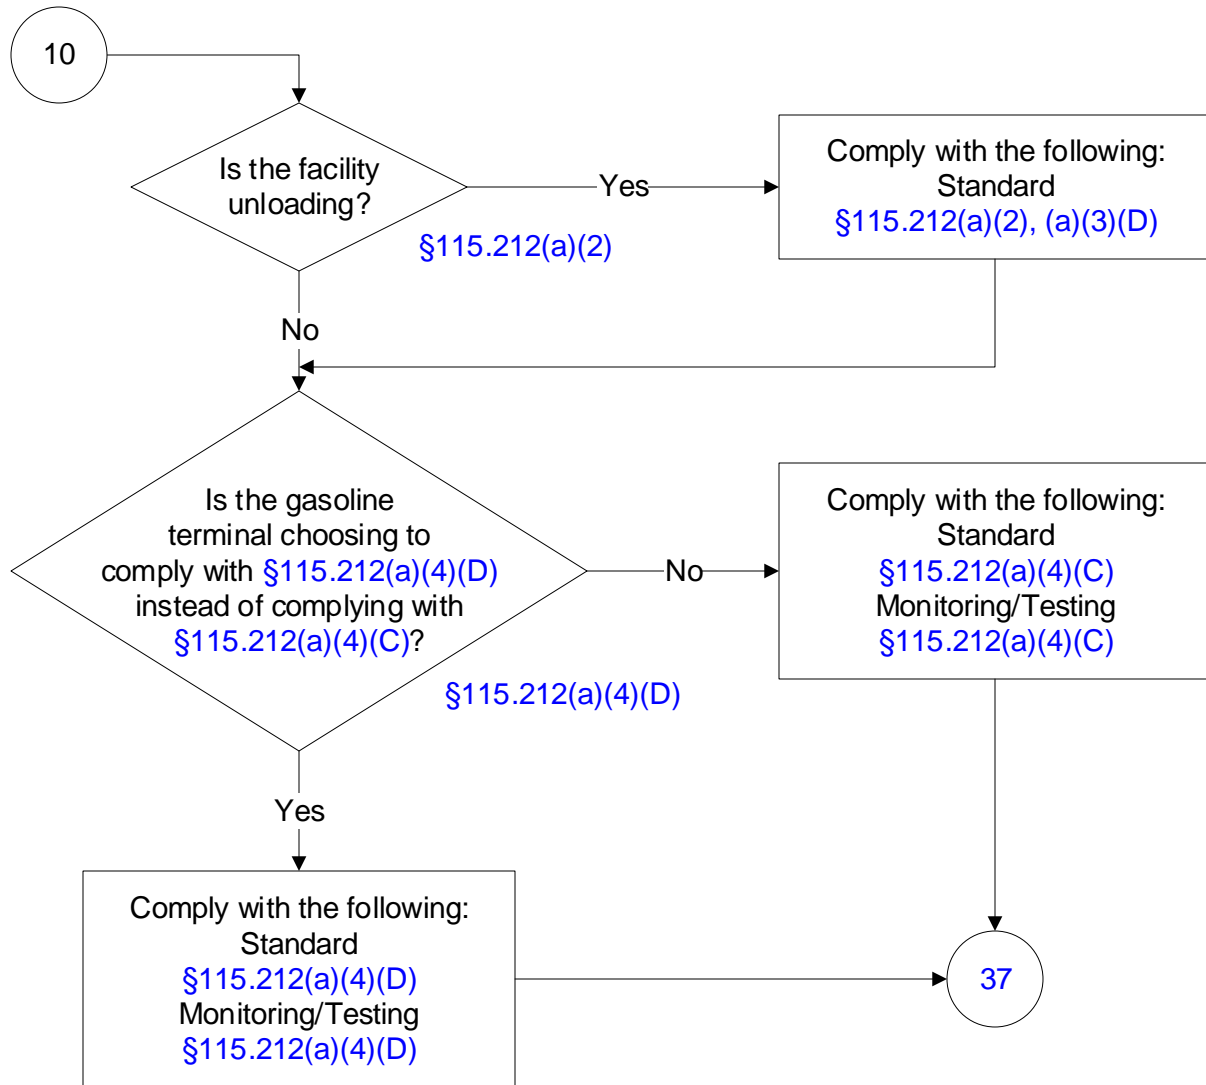 10
Is the facility
unloading?
Yes
§115.212(a)(2)
Comply with the following:
Standard
§115.212(a)(2), (a)(3)(D)
No
Is the gasoline
terminal choosing to
comply with §115.212(a)(4)(D)
instead of complying with
§115.212(a)(4)(C)?
No
§115.212(a)(4)(D)
Comply with the following:
Standard
§115.212(a)(4)(C)
Monitoring/Testing
§115.212(a)(4)(C)
Yes
Comply with the following:
Standard
§115.212(a)(4)(D)
Monitoring/Testing
§115.212(a)(4)(D)
37